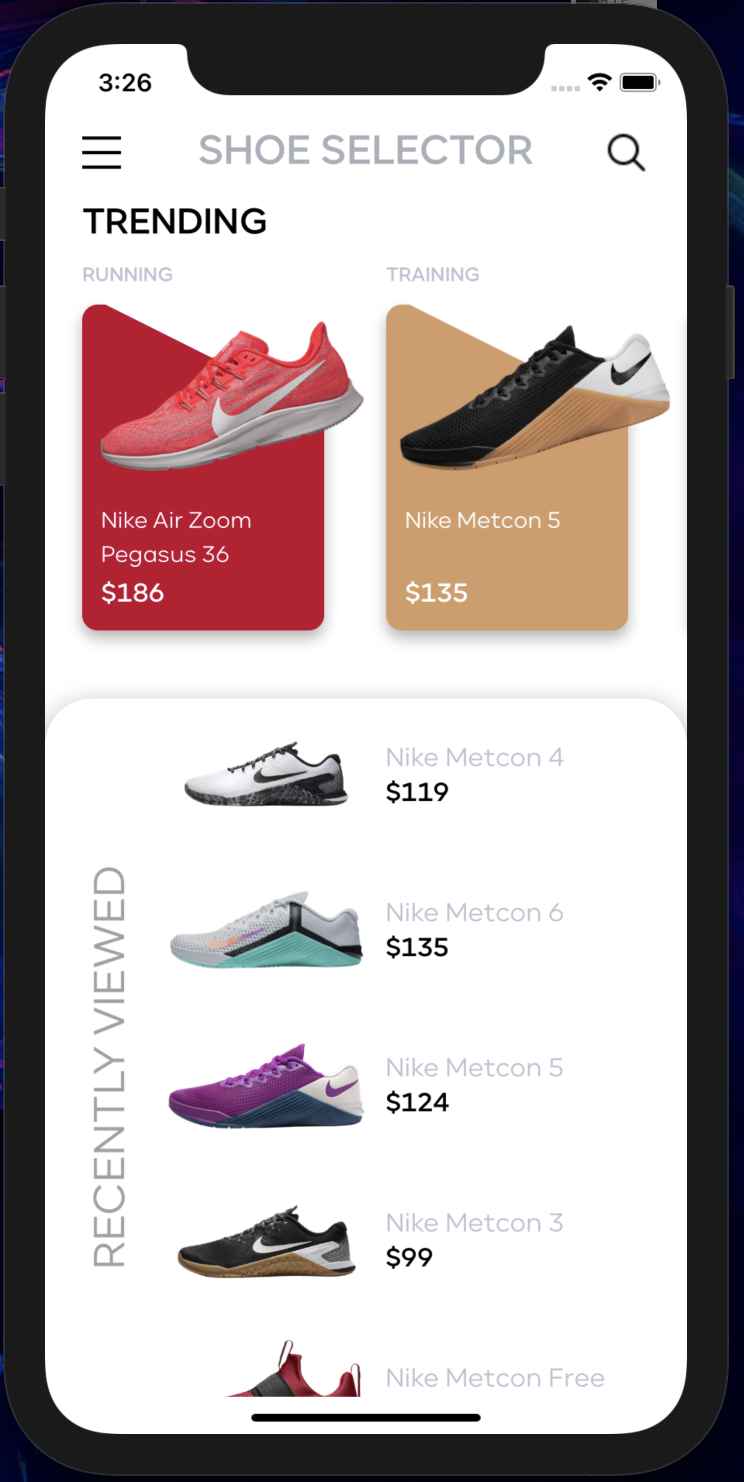 3:26
SHOE SELECTOR
TRENDING
RUNNING
TRAINING
Nike Air Zoom
Pegasus 36
$186
Nike Metcon 5
$135
RECENTLY VIEWED
Nike Metcon 4
$119
Nike Metcon 6
$135
Nike Metcon 5
$124
Nike Metcon 3
$99
Nike Metcon Free